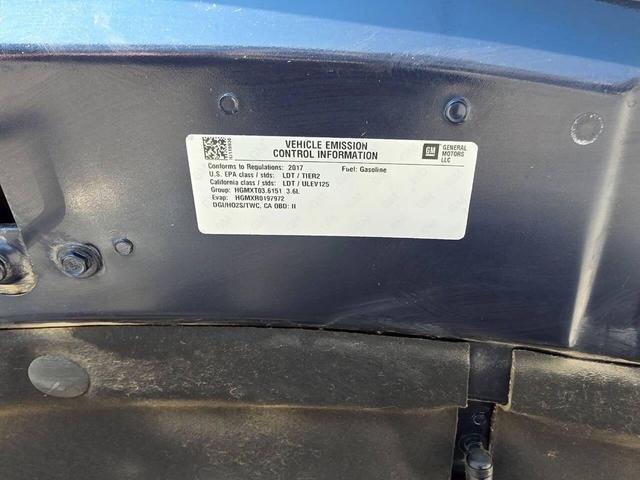 VEHICLE EMISSION
CONTROL INFORMATION
GM
GENERAL
MOTORS
LLC
Conforms to Regulations: 2017
Fuel: Gasoline
U.S. EPA class / stds: LDT / TIER2
California class / stds: LDT / ULEV125
Group: HGMXT03.6151 3.6L
Evap: HGMXR0197972
DGI/HO2S/TWC, CA OBD: II